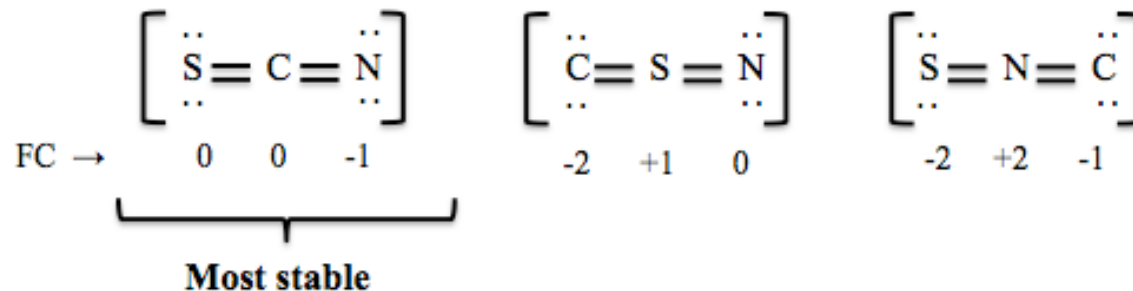 [S=C=N] [C=S=N] [S=N=C]
FC → 0 0 -1 -2 +1 0 -2 +2 -1
Most stable